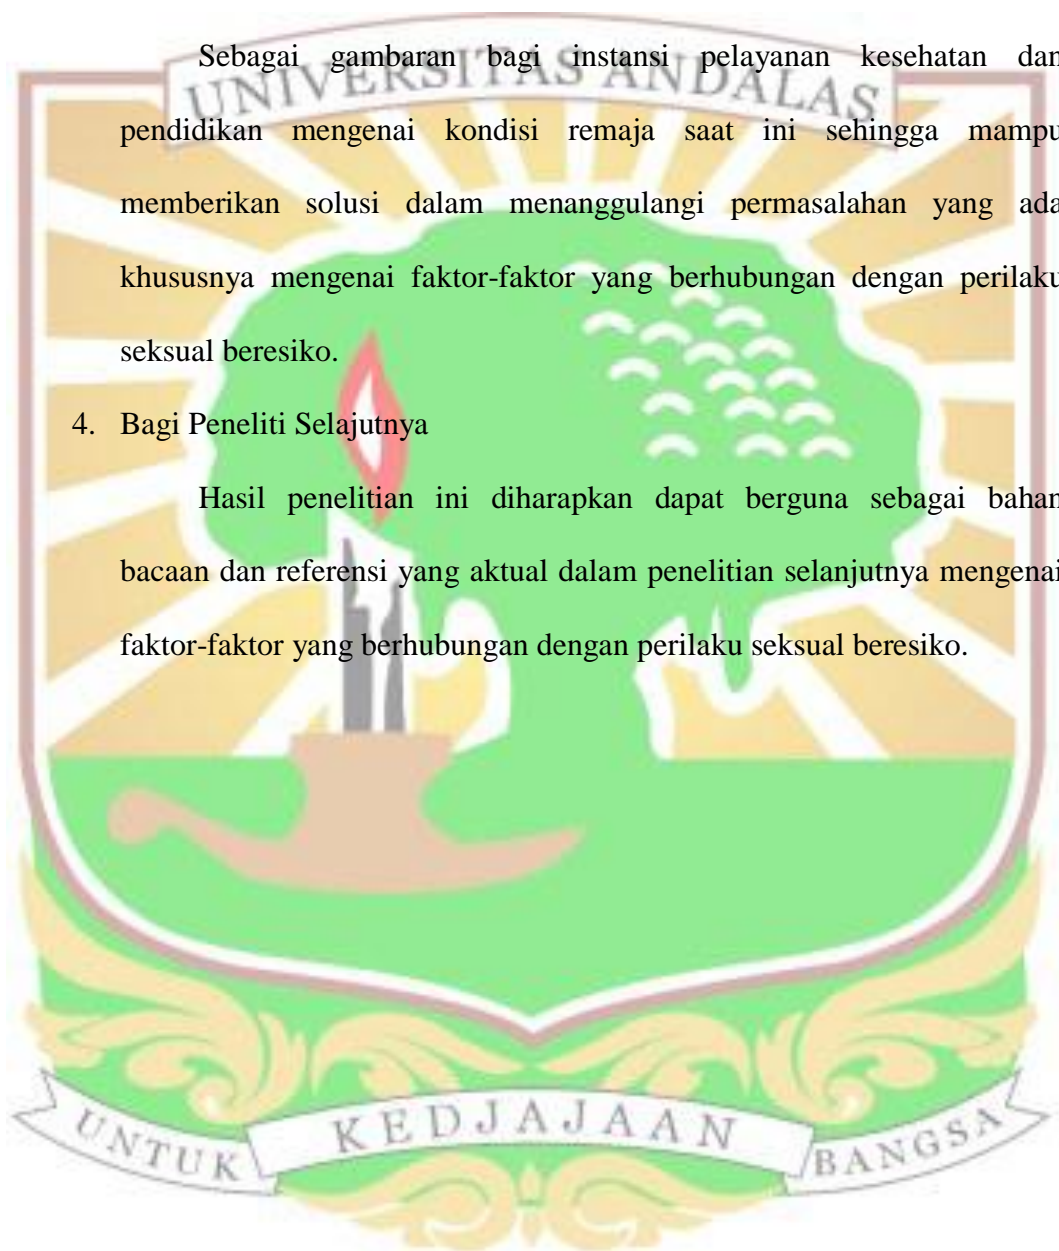 UNIVERSITAS ANDALAS
Sebagai gambaran bagi instansi pelayanan kesehatan dan
pendidikan mengenai kondisi remaja saat ini sehingga mampu
memberikan solusi dalam menanggulangi permasalahan yang ada
khususnya mengenai faktor-faktor yang berhubungan dengan perilaku
seksual beresiko.
4. Bagi Peneliti Selajutnya
Hasil penelitian ini diharapkan dapat berguna sebagai bahan
bacaan dan referensi yang aktual dalam penelitian selanjutnya mengenai
faktor-faktor yang berhubungan dengan perilaku seksual beresiko.
UNTUK KEDJAJAAN BANGSA